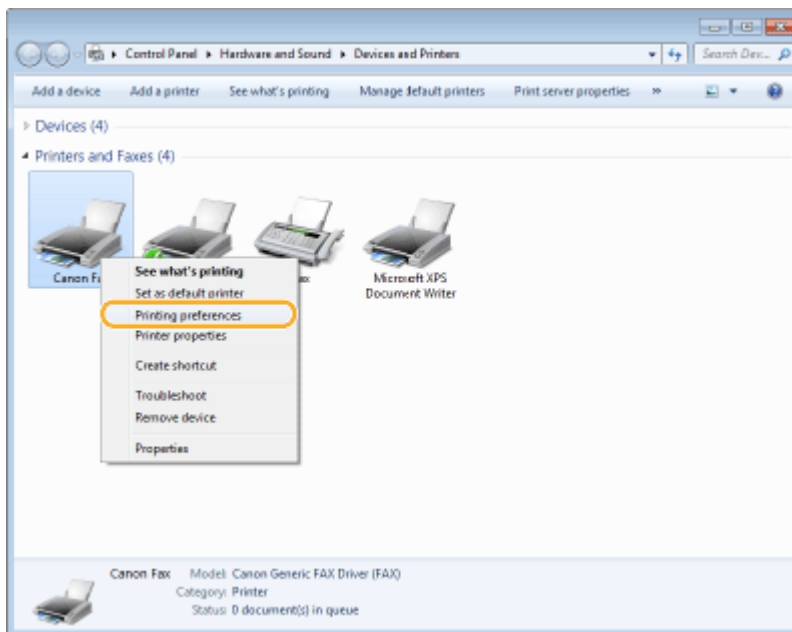 Control Panel Hardware and Sound Devices and Printers Search Dev...
Add a device Add a printer See what's printing Manage default printers Print server properties »
Devices (4)
Printers and Faxes (4)
Canon Fa
ax
Microsoft XPS
Document Writer
See what's printing
Set as default printer
Printing preferences
Printer properties
Create shortcut
Troubleshoot
Remove device
Properties
Canon Fax Model: Canon Generic FAX Driver (FAX)
Category: Printer
Status: 0 document(s) in queue